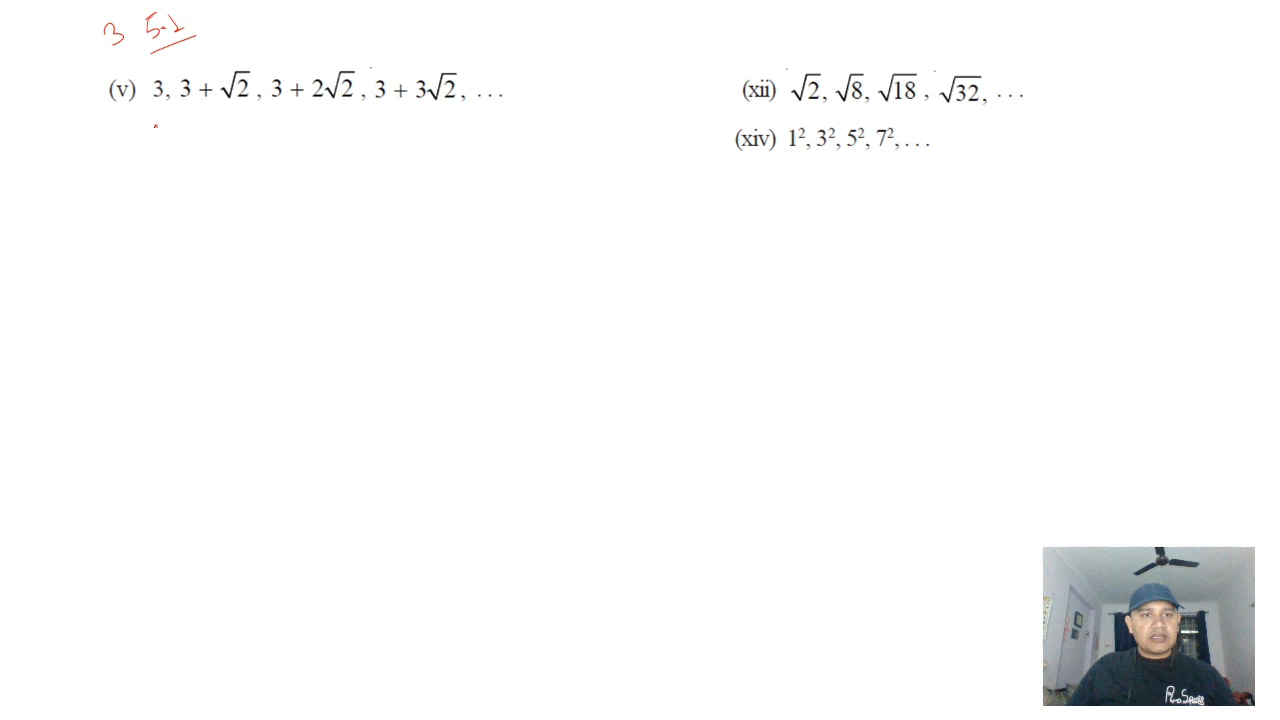 3 5.1
(v) 3, 3 + √2 , 3 + 2√2 , 3 + 3√2, . . .
(xii) √2, √8, √18 , √32, . . .
(xiv) 1², 3², 5², 7², . . .